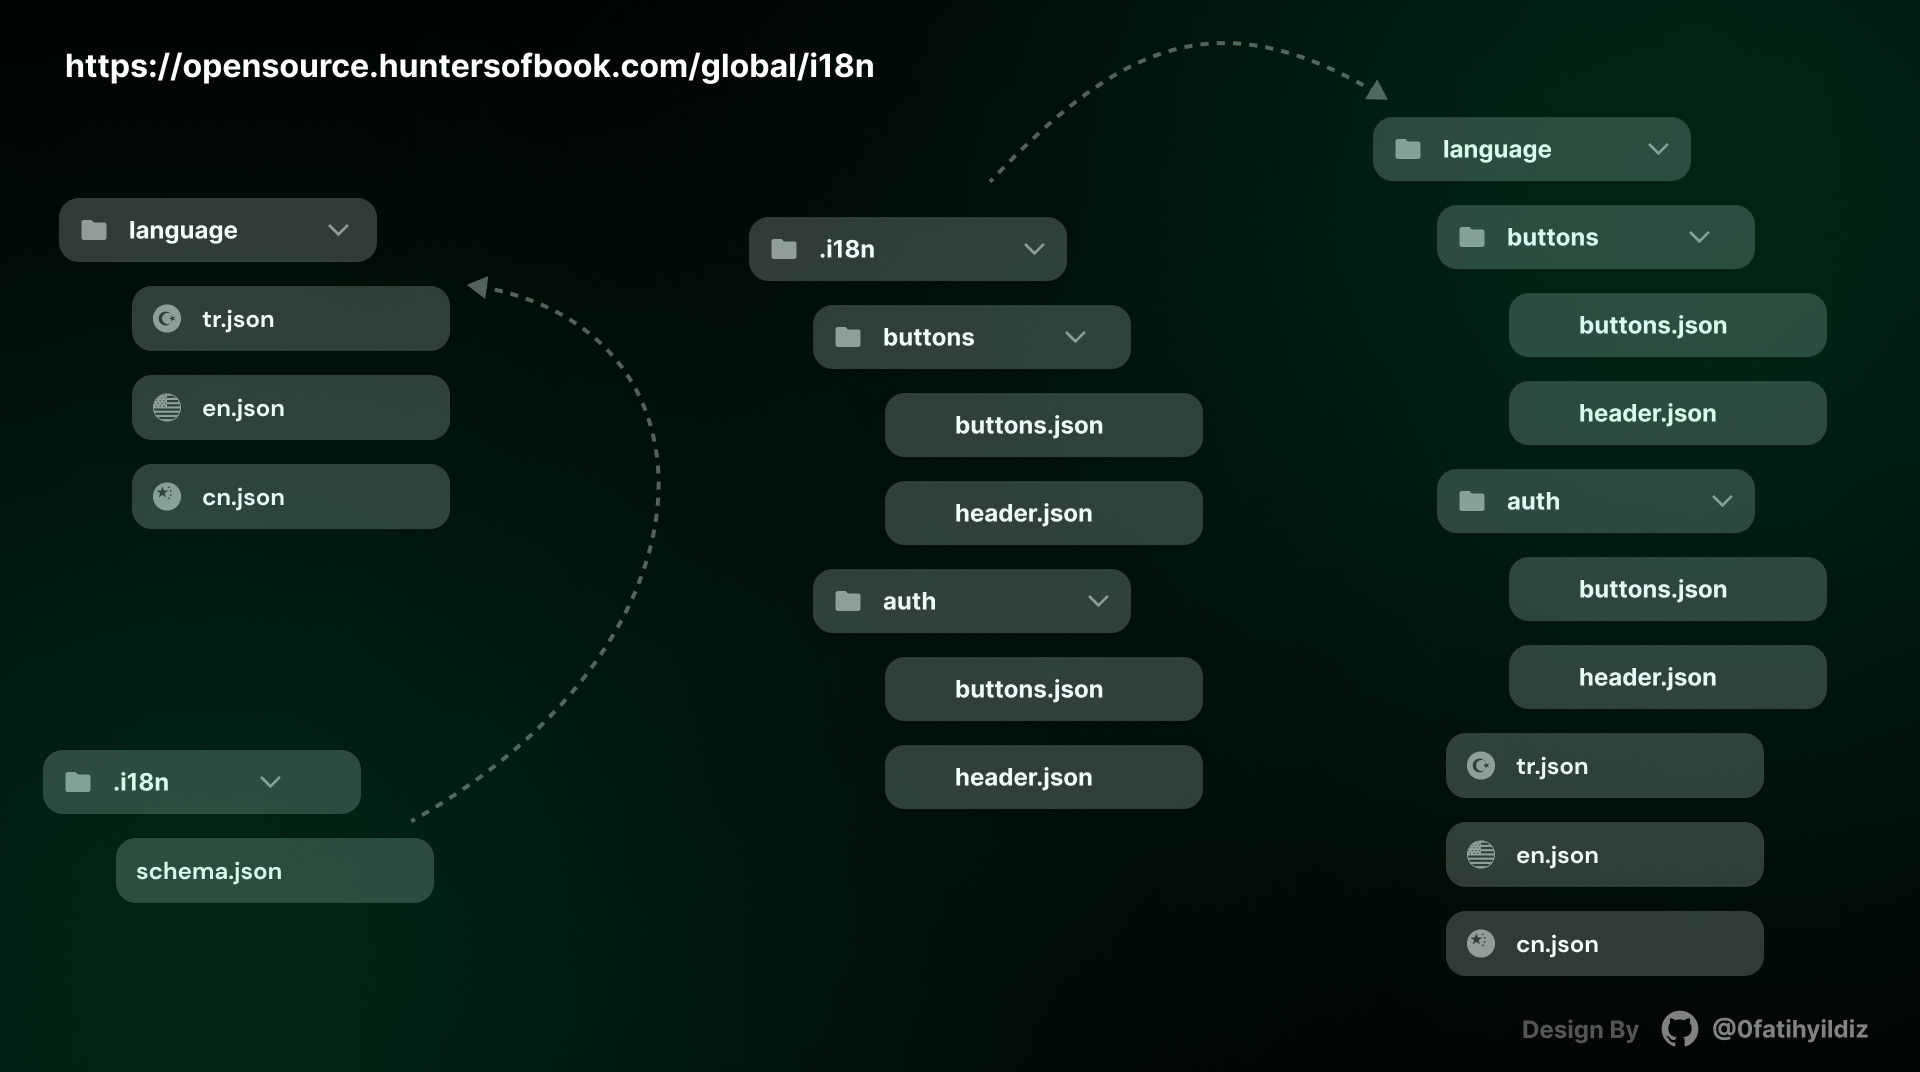 https://opensource.huntersofbook.com/global/i18n
language
tr.json
en.json
cn.json
.i18n
schema.json
.i18n
buttons
buttons.json
header.json
auth
buttons.json
header.json
language
buttons
buttons.json
header.json
auth
buttons.json
header.json
tr.json
en.json
cn.json
Design By @0fatihyildiz